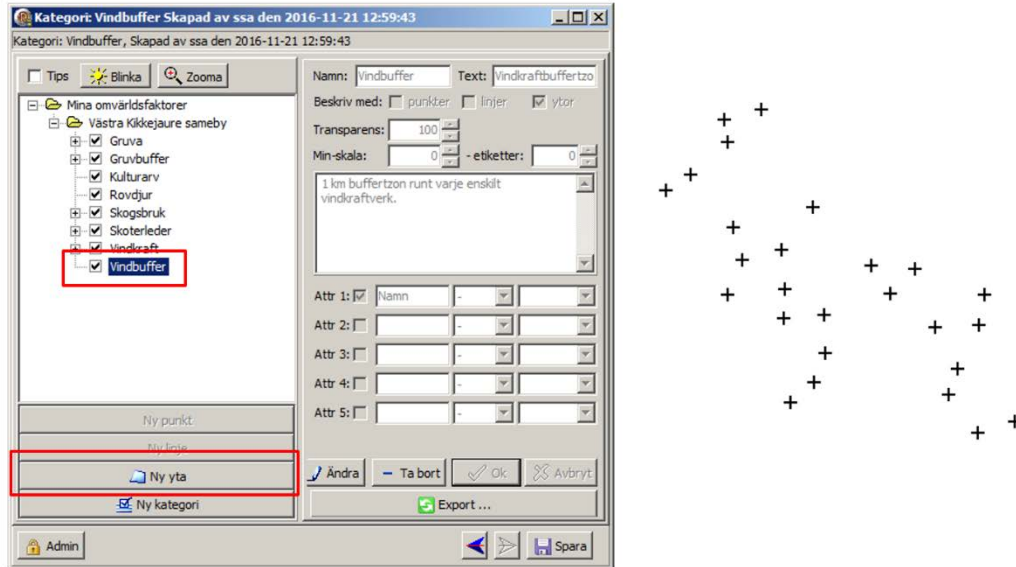 Kategori: Vindbuffer Skapad av ssa den 2016-11-21 12:59:43
Kategori: Vindbuffer, Skapad av ssa den 2016-11-21 12:59:43
Tips Blinka Zooma
Mina omvärldsfaktorer
Västra Kikkejaure sameby
Gruva
Gruvbuffer
Kulturarv
Rovdjur
Skogsbruk
Skoterleder
Vindkraft
Vindbuffer
Ny punkt
Ny linje
Ny yta
Ny kategori
Namn: Vindbuffer Text: Vindkraftbuffertzo
Beskriv med: punkter linjer ytor
Transparens: 100
Min-skala: 0 - etiketter: 0
1 km buffertzon runt varje enskilt
vindkraftverk.
Attr 1: Namn -
Attr 2: -
Attr 3: -
Attr 4: -
Attr 5: -
Ändra Ta bort Ok Avbryt
Export ...
Admin Spara